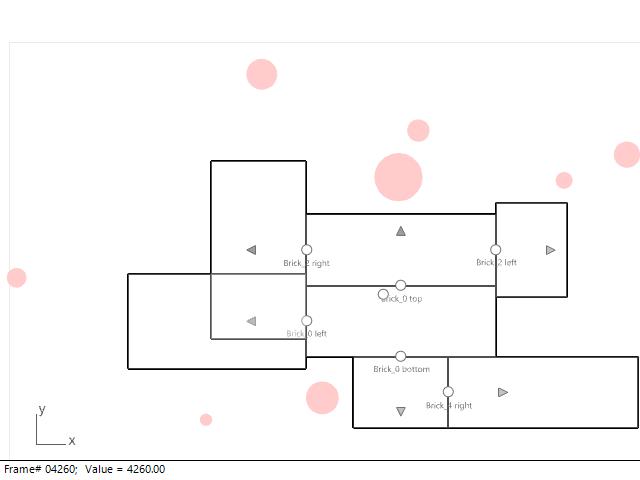 Brick_2 right
Brick_2 left
Brick_0 top
Brick_0 left
Brick_0 bottom
Brick_4 right
y
x
Frame# 04260; Value = 4260.00